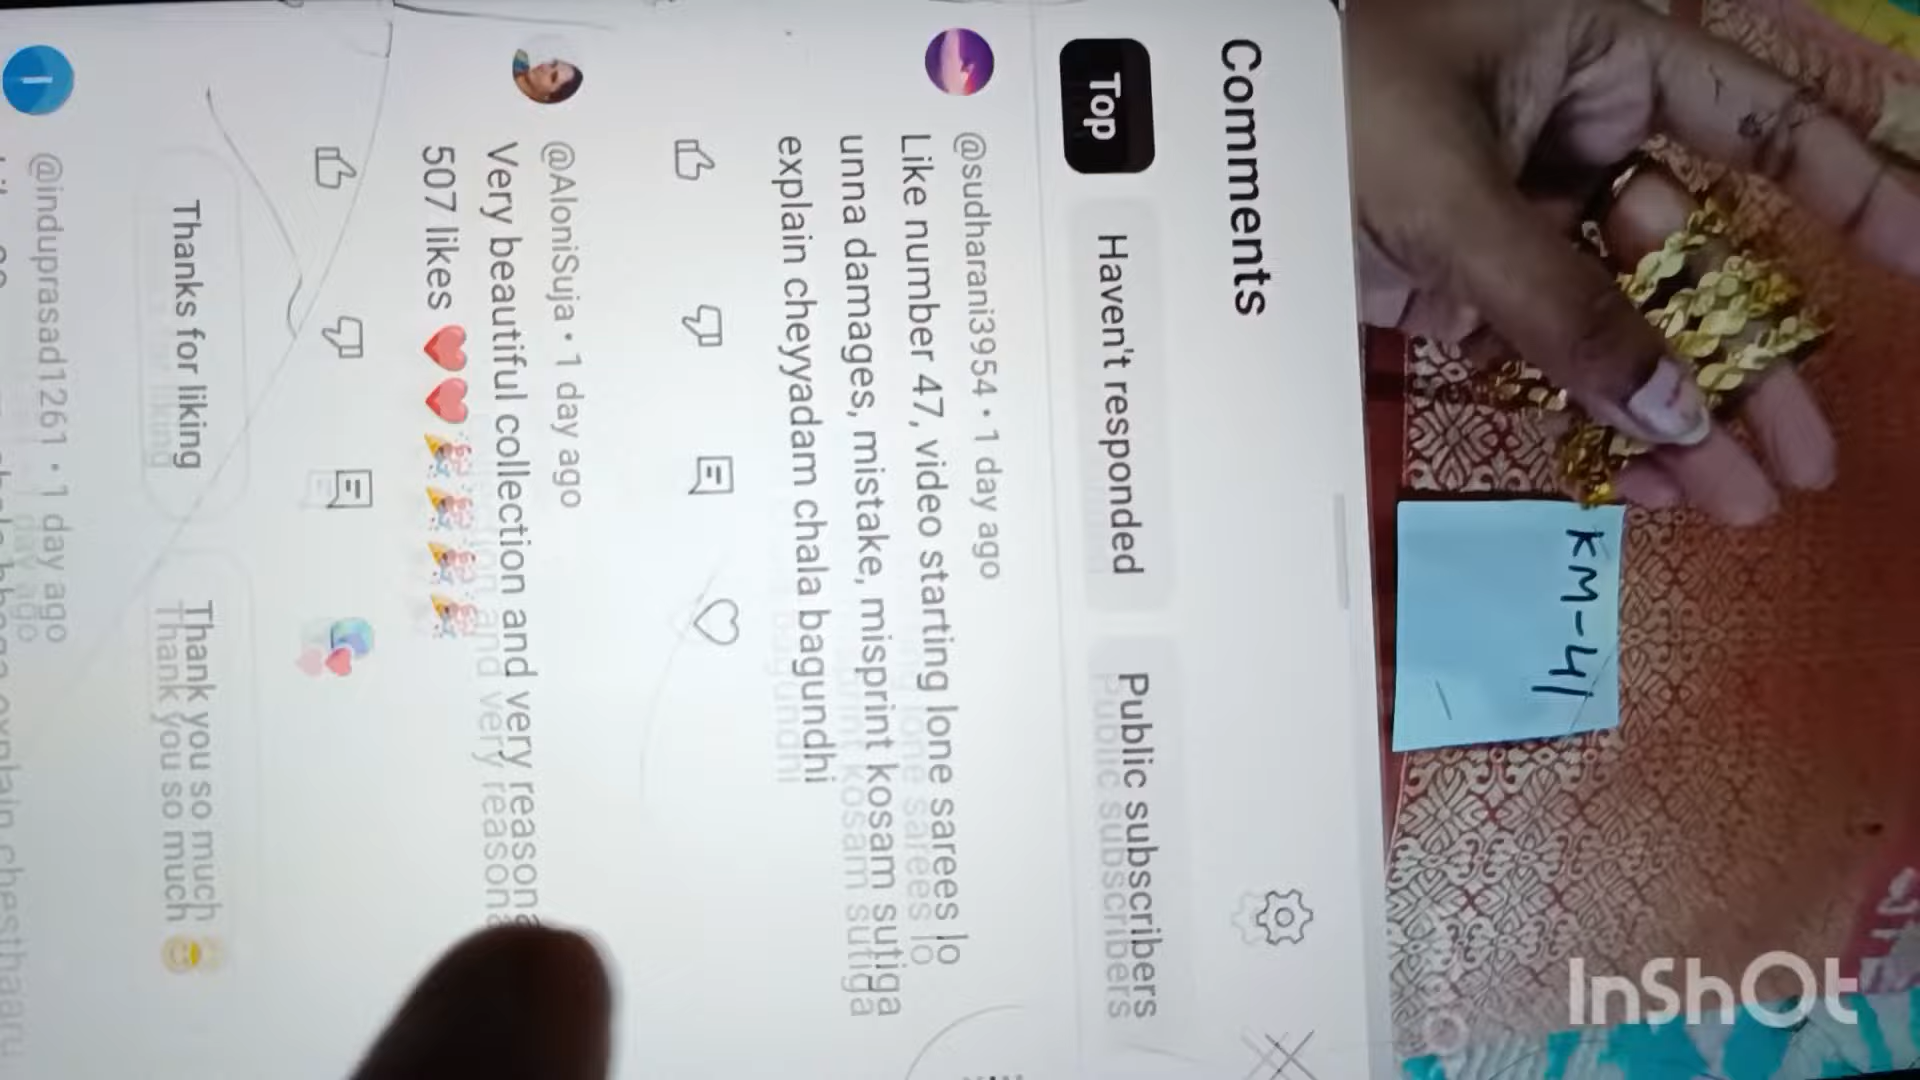 KM-41
Comments
Top
Haven't responded
Public subscribers
@sudharani3954 • 1 day ago
Like number 47, video starting lone sarees lo
unna damages, mistake, misprint kosam sutiga
explain cheyyadam chala bagundhi
@AloniSuja • 1 day ago
Very beautiful collection and very reasona
507 likes ❤️❤️🎉🎉🎉🎉
Thanks for liking
Thank you so much 😊
@induprasad1261 • 1 day ago
InShOt